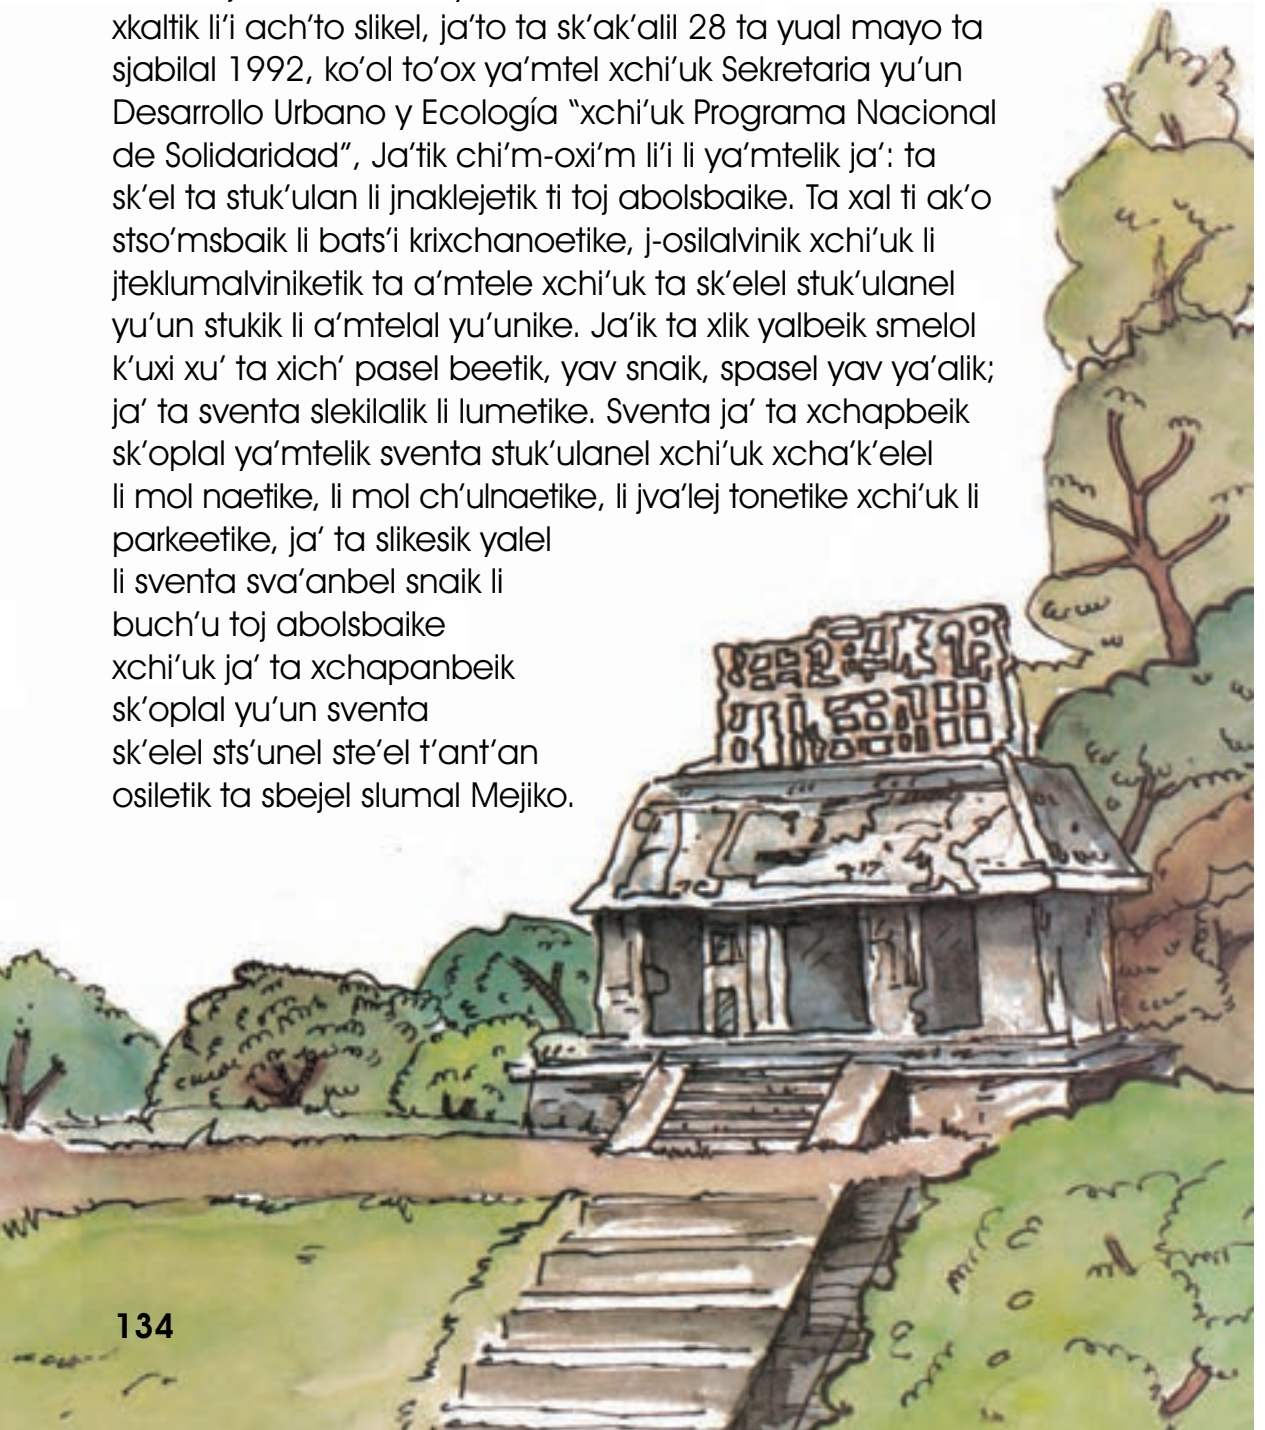 xkaltik li’i ach’to slikel, ja’to ta sk’ak’alil 28 ta yual mayo ta
sjabilal 1992, ko’ol to’ox ya’mtel xchi’uk Sekretaria yu’un
Desarrollo Urbano y Ecología “xchi’uk Programa Nacional
de Solidaridad”, Ja’tik chi’m-oxi’m li’i li ya’mtelik ja’: ta
sk’el ta stuk’ulan li jnaklejetik ti toj abolsbaike. Ta xal ti ak’o
stso’msbaik li bats’i krixchanoetike, j-osilalvinik xchi’uk li
jteklumalviniketik ta a’mtele xchi’uk ta sk’elel stuk’ulanel
yu’un stukik li a’mtelal yu’unike. Ja’ik ta xlik yalbeik smelol
k’uxi xu’ ta xich’ pasel beetik, yav snaik, spasel yav ya’alik;
ja’ ta sventa slekilalik li lumetike. Sventa ja’ ta xchapbeik
sk’oplal ya’mtelik sventa stuk’ulanel xchi’uk xcha’k’elel
li mol naetike, li mol ch’ulnaetike, li jva’lej tonetike xchi’uk li
parkeetike, ja’ ta slikesik yalel
li sventa sva’anbel snaik li
buch’u toj abolsbaike
xchi’uk ja’ ta xchapanbeik
sk’oplal yu’un sventa
sk’elel sts’unel ste’el t’ant’an
osiletik ta sbejel slumal Mejiko.
134